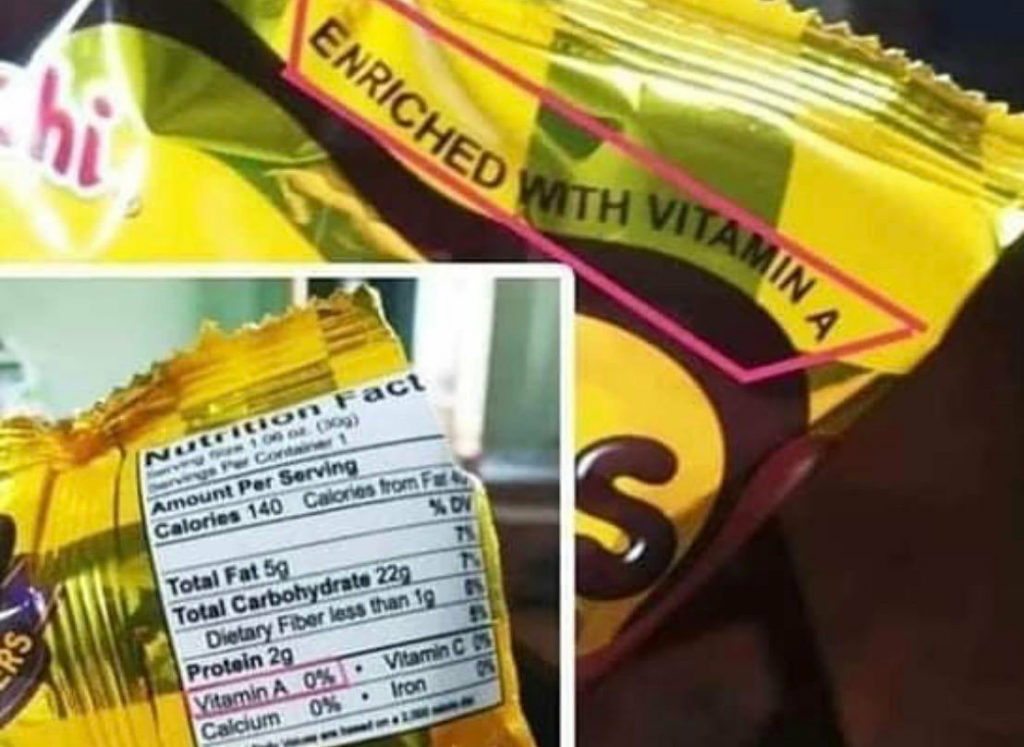 hi
ENRICHED WITH VITAMIN A
S
Nutrition Fact
Serving Size 1.06 oz. (30g)
Servings Per Container 1
Amount Per Serving
Calories 140 Calories from Fat
% DV
Total Fat 5g 7%
Total Carbohydrate 22g 7%
Dietary Fiber less than 1g
Protein 2g
Vitamin A 0% • Vitamin C 0%
Calcium 0% • Iron 0%
ERS